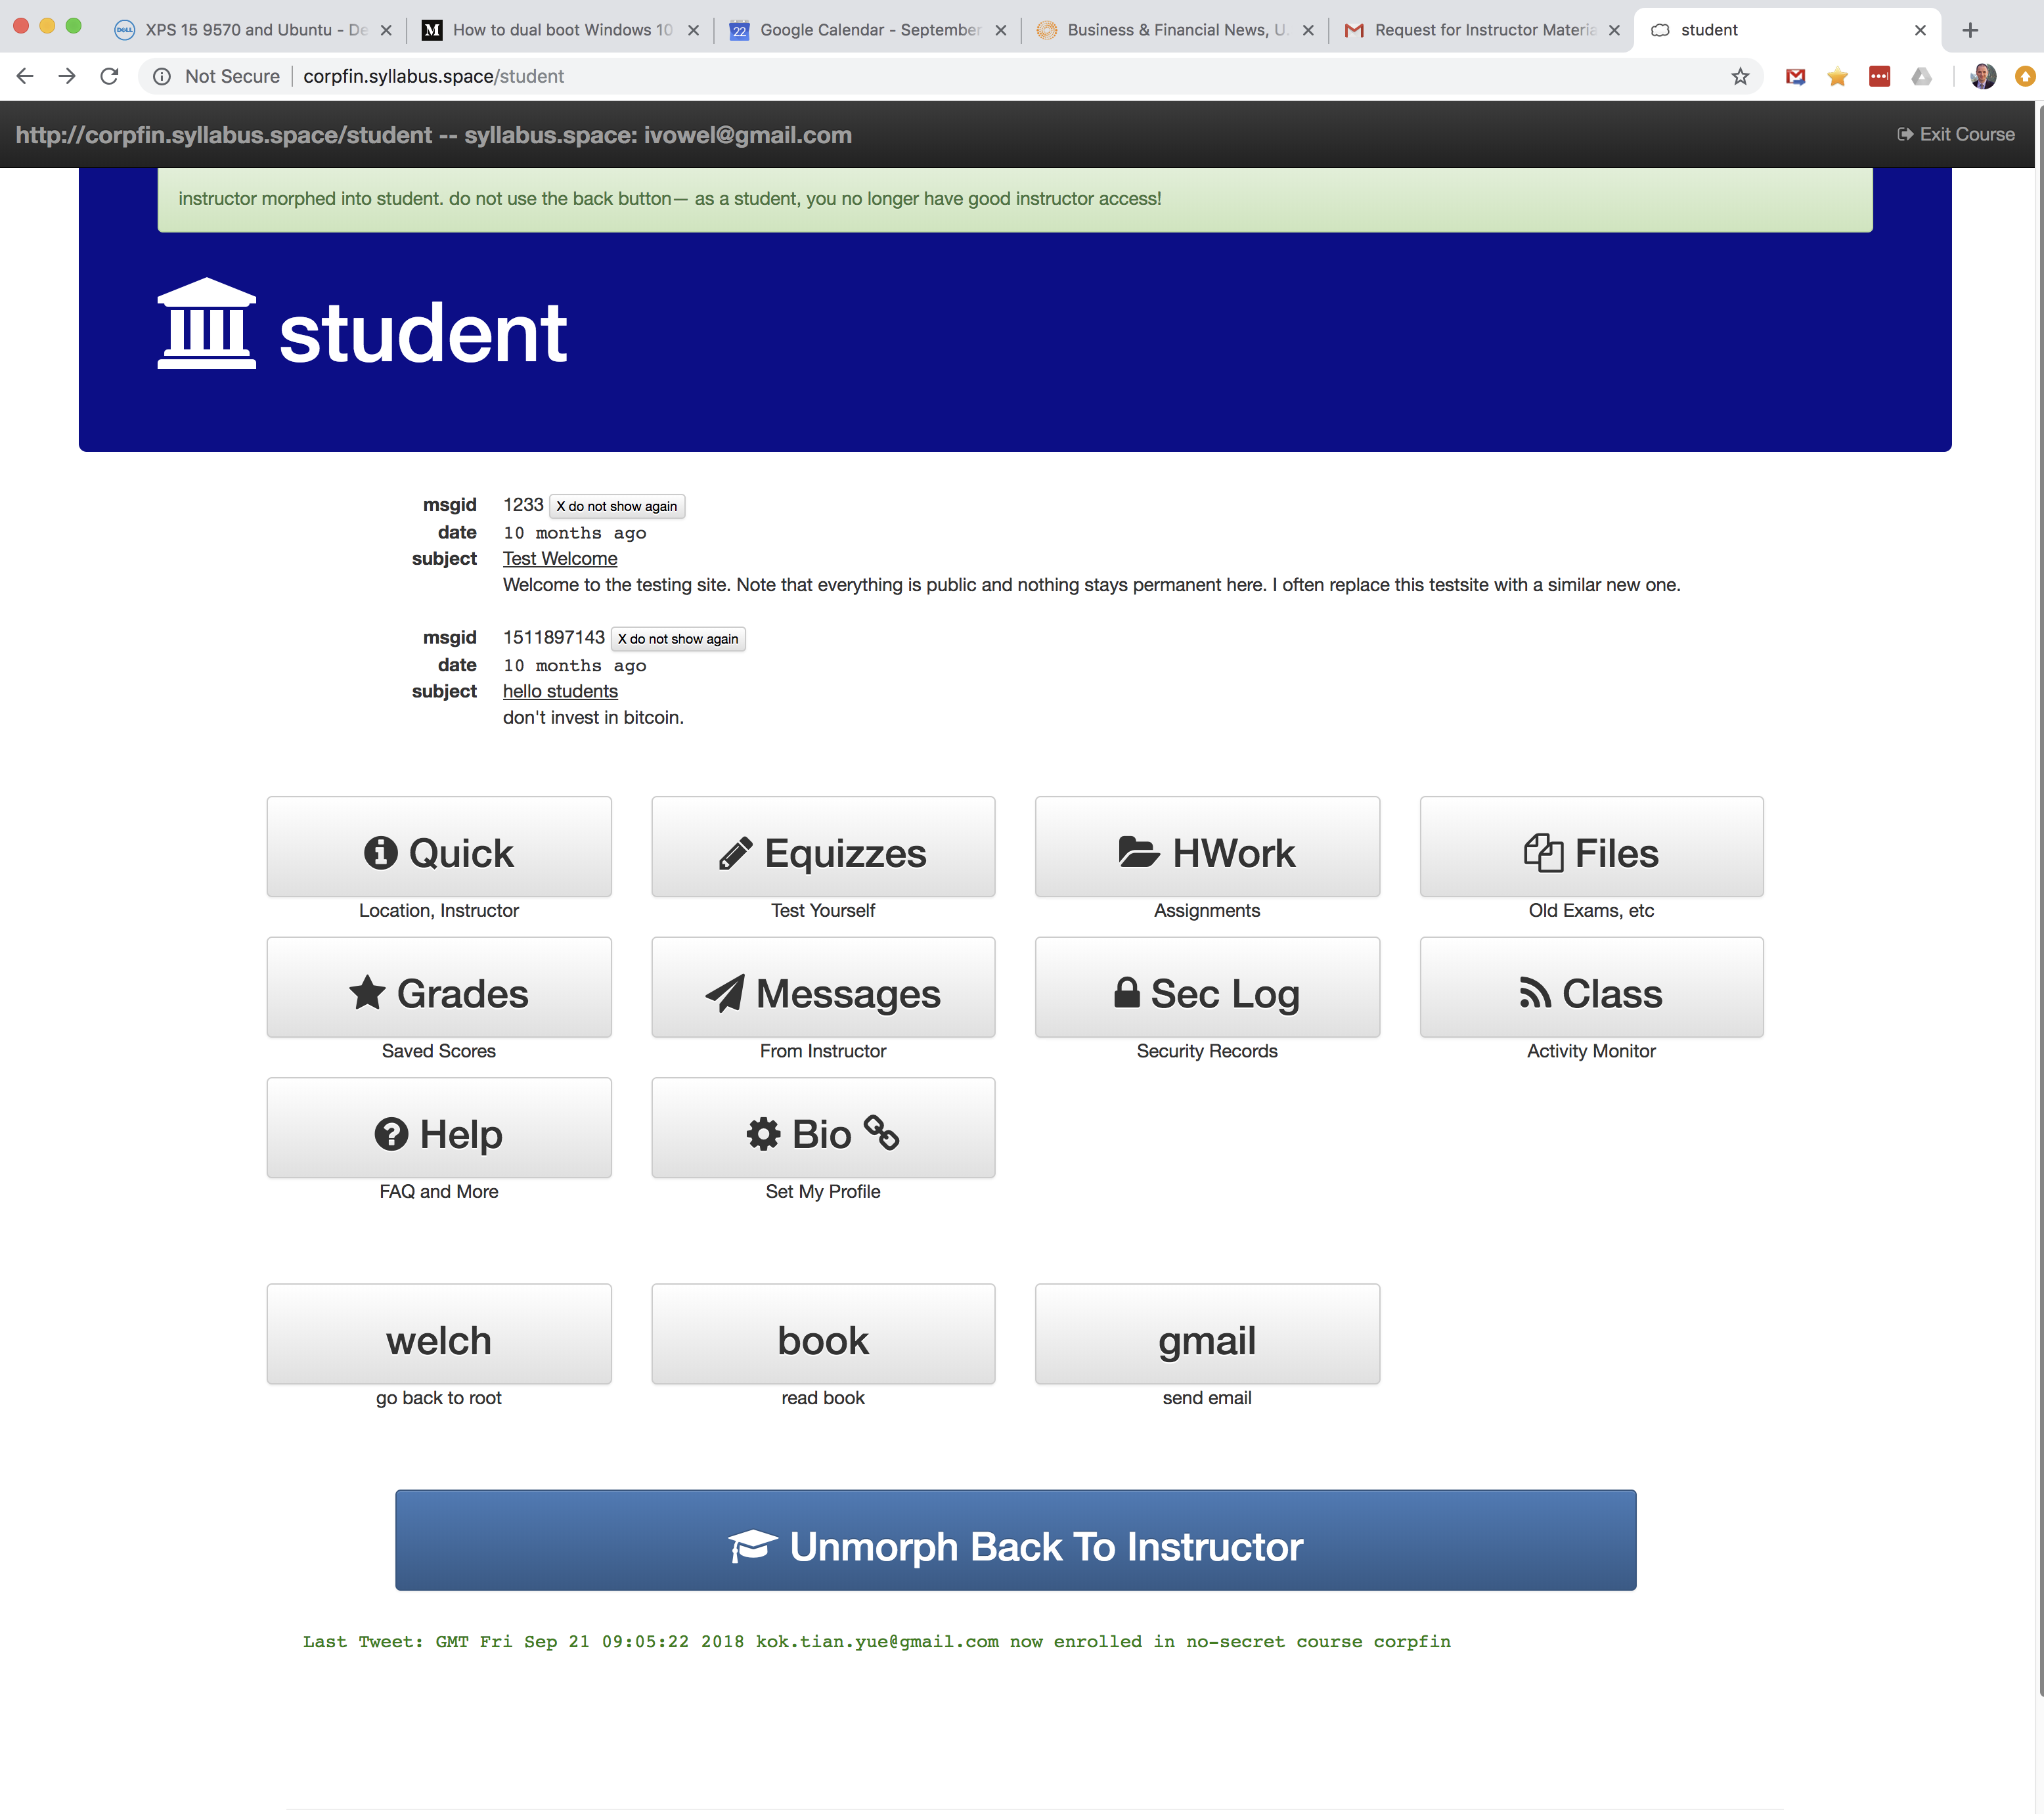 XPS 15 9570 and Ubuntu - De
How to dual boot Windows 10
22 Google Calendar - September
Business & Financial News, U.
Request for Instructor Materia
student
Not Secure corpfin.syllabus.space/student
http://corpfin.syllabus.space/student -- syllabus.space: ivowel@gmail.com
Exit Course
instructor morphed into student. do not use the back button— as a student, you no longer have good instructor access!
student
msgid 1233 X do not show again
date 10 months ago
subject Test Welcome
Welcome to the testing site. Note that everything is public and nothing stays permanent here. I often replace this testsite with a similar new one.
msgid 1511897143 X do not show again
date 10 months ago
subject hello students
don't invest in bitcoin.
Quick Equizzes HWork Files
Location, Instructor Test Yourself Assignments Old Exams, etc
Grades Messages Sec Log Class
Saved Scores From Instructor Security Records Activity Monitor
Help Bio
FAQ and More Set My Profile
welch book gmail
go back to root read book send email
Unmorph Back To Instructor
Last Tweet: GMT Fri Sep 21 09:05:22 2018 kok.tian.yue@gmail.com now enrolled in no-secret course corpfin